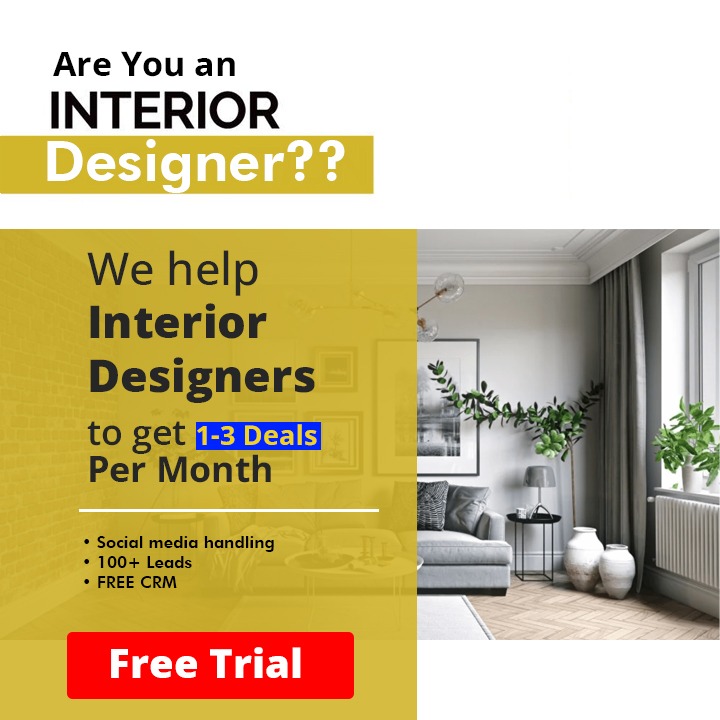 Are You an
INTERIOR
Designer??
We help
Interior
Designers
to get 1-3 Deals
Per Month
• Social media handling
• 100+ Leads
• FREE CRM
Free Trial